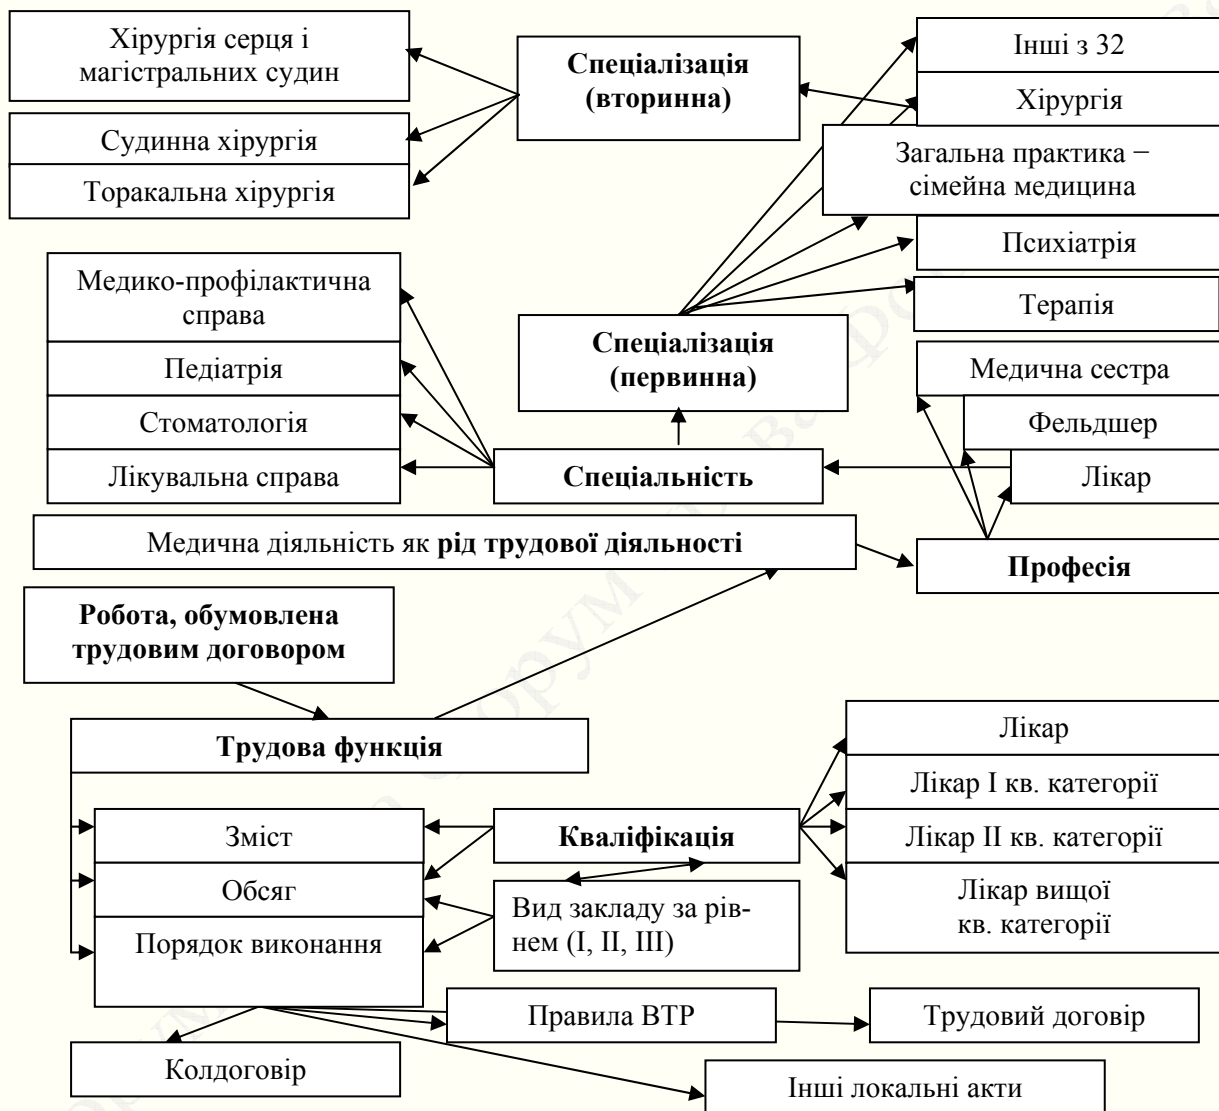 Хірургія серця і
магістральних судин
Судинна хірургія
Торакальна хірургія
Спеціалізація
(вторинна)
Інші з 32
Хірургія
Загальна практика −
сімейна медицина
Психіатрія
Терапія
Медико-профілактична
справа
Педіатрія
Стоматологія
Лікувальна справа
Спеціалізація
(первинна)
Спеціальність
Медична сестра
Фельдшер
Лікар
Медична діяльність як рід трудової діяльності
Професія
Робота, обумовлена
трудовим договором
Трудова функція
Зміст
Обсяг
Порядок виконання
Кваліфікація
Вид закладу за рів-
нем (І, ІІ, ІІІ)
Лікар
Лікар І кв. категорії
Лікар ІІ кв. категорії
Лікар вищої
кв. категорії
Правила ВТР
Трудовий договір
Колдоговір
Інші локальні акти